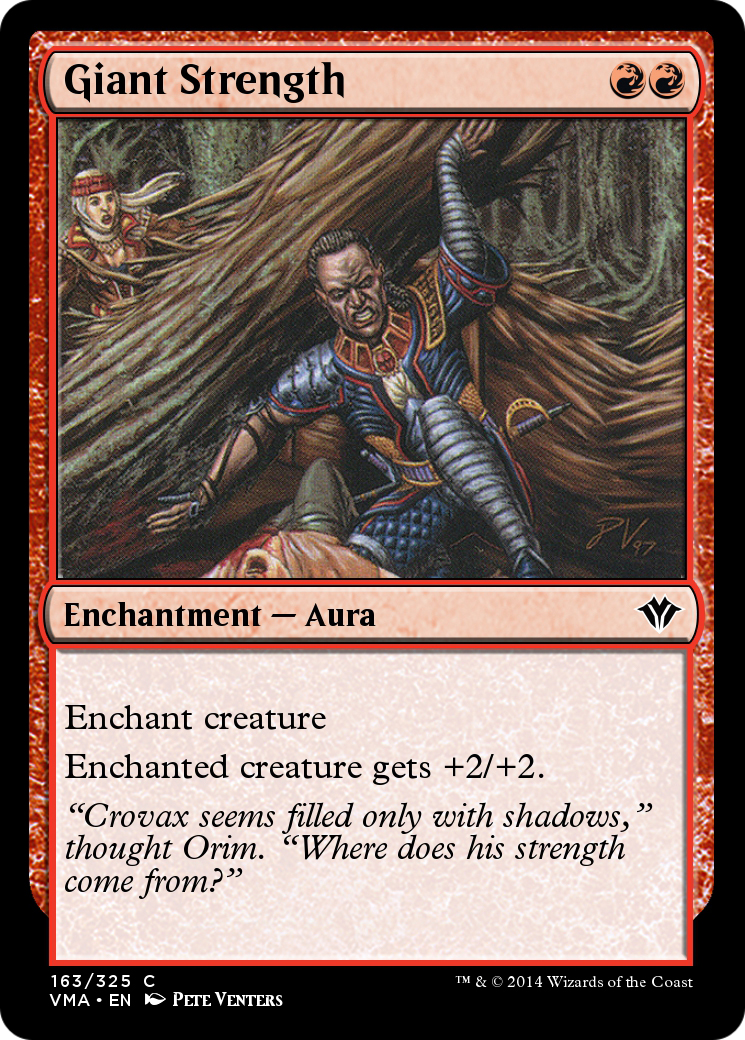 Giant Strength
PV97
Enchantment — Aura
Enchant creature
Enchanted creature gets +2/+2.
“Crovax seems filled only with shadows,”
thought Orim. “Where does his strength
come from?”
163/325 C
™ & © 2014 Wizards of the Coast
VMA • EN Pete Venters